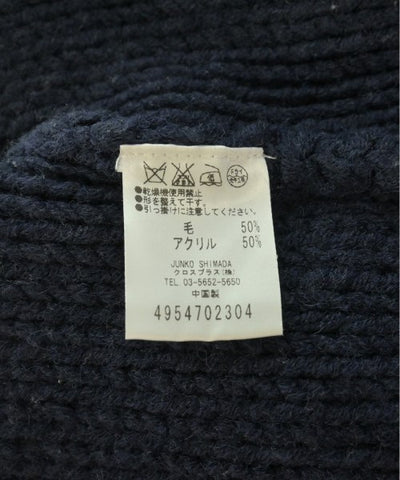 ●乾燥機使用禁止
●形を整えて干す。
●引っ掛けに注意してください。
毛 50%
アクリル 50%
JUNKO SHIMADA
クロスプラス(株)
TEL 03-5652-5650
中国製
4954702304